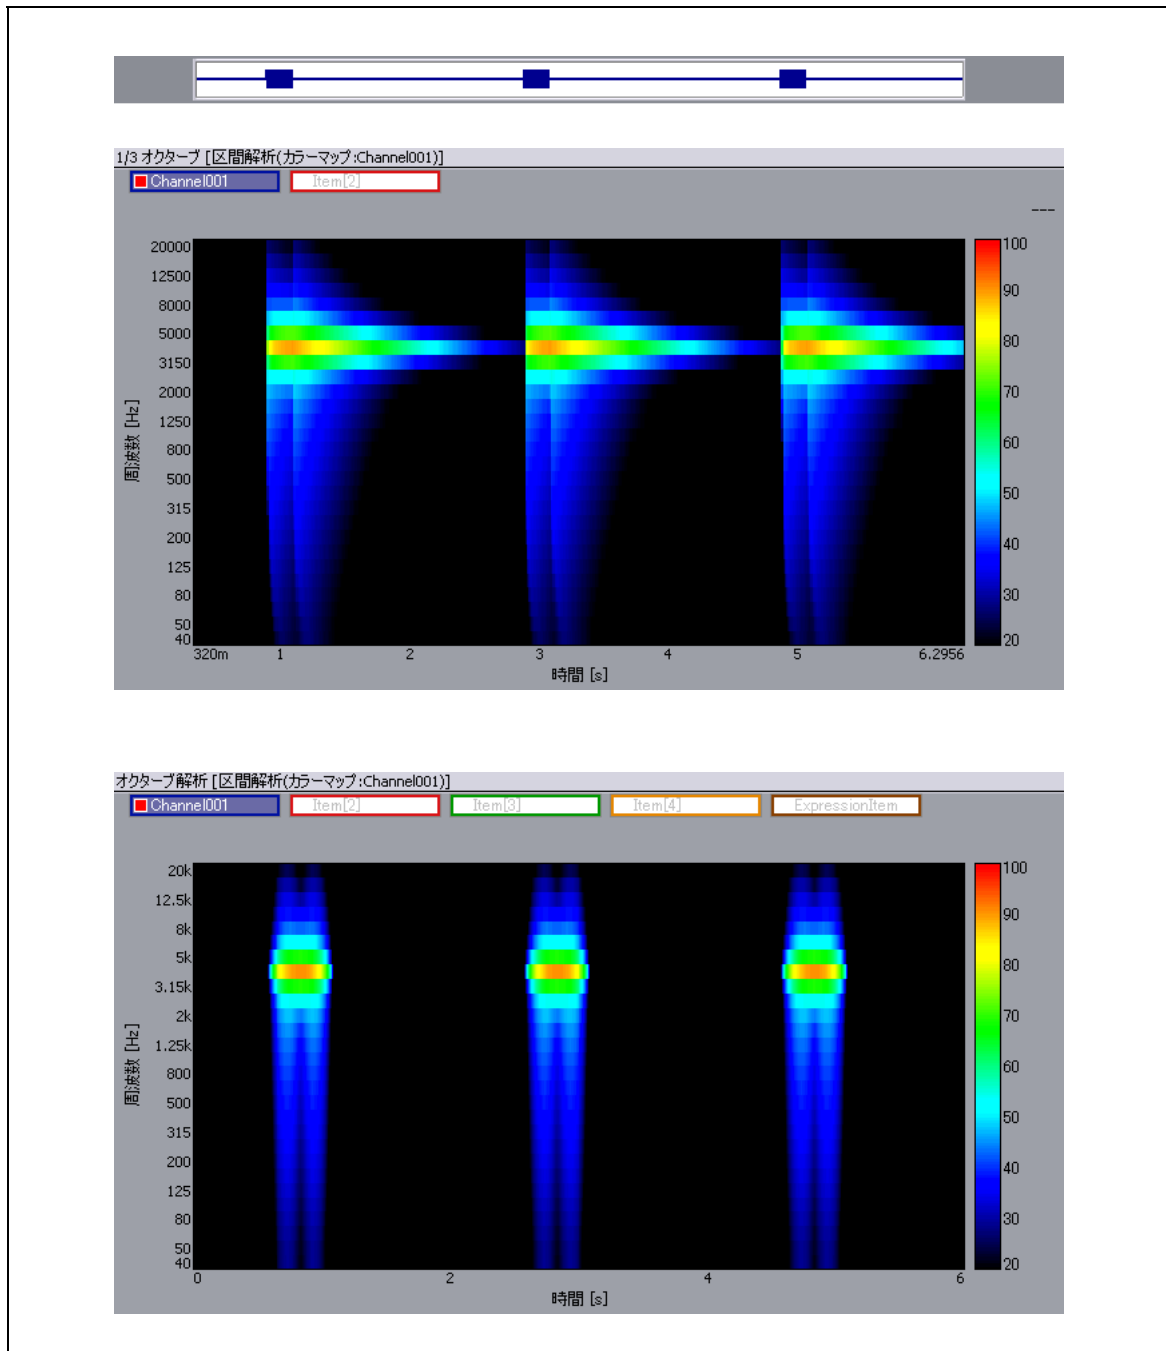 1/3 オクターブ [区間解析(カラーマップ:Channel001)]
Channel001 Item[2]
---
20000
12500
8000
5000
3150
2000
1250
800
500
315
200
125
80
50
40
周波数 [Hz]
320m 1 2 3 4 5 6.2956
時間 [s]
100
90
80
70
60
50
40
30
20
オクターブ解析 [区間解析(カラーマップ:Channel001)]
Channel001 Item[2] Item[3] Item[4] ExpressionItem
20k
12.5k
8k
5k
3.15k
2k
1.25k
800
500
315
200
125
80
50
40
周波数 [Hz]
0 2 4 6
時間 [s]
100
90
80
70
60
50
40
30
20